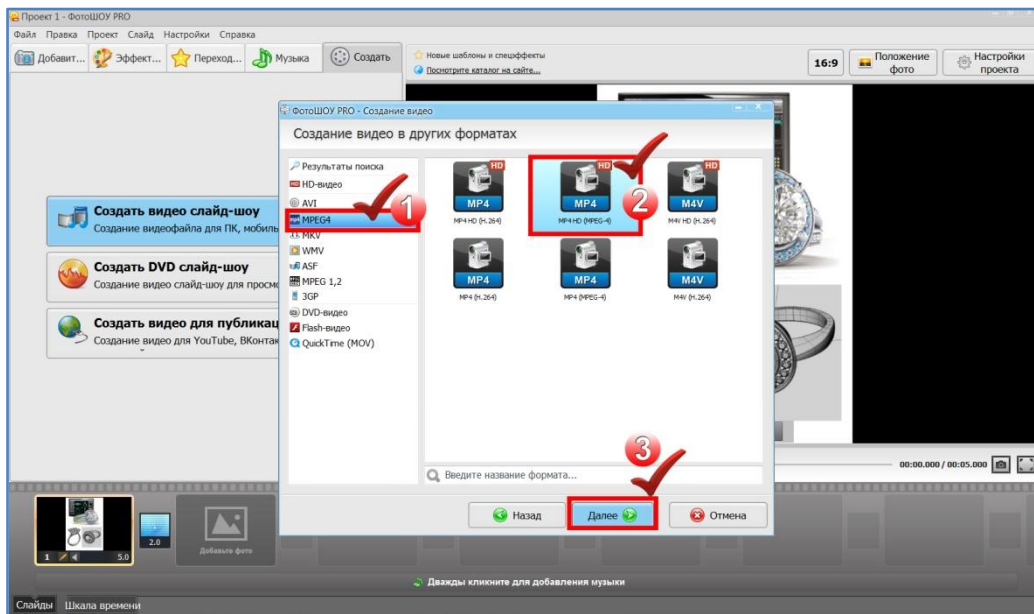 Проект 1 - ФотоШОУ PRO
Файл Правка Проект Слайд Настройки Справка
Добавит... Эффект... Переход... Музыка Создать
Новые шаблоны и спецэффекты
Посмотрите каталог на сайте...
16:9
Положение фото
Настройки проекта
ФотоШОУ PRO - Создание видео
Создание видео в других форматах
Результаты поиска
HD HD-видео
AVI
MPEG4
MKV
WMV
ASF
MPEG 1,2
3GP
DVD-видео
Flash-видео
QuickTime (MOV)
1
HD HD HD
MP4 MP4 M4V
2
MP4 HD (H.264) MP4 HD (MPEG-4) M4V HD (H.264)
MP4 MP4 M4V
MP4 (H.264) MP4 (MPEG-4) M4V (H.264)
Создать видео слайд-шоу
Создание видеофайла для ПК, мобиль
Создать DVD слайд-шоу
Создание видео слайд-шоу для просмо
Создать видео для публикац
Создание видео для YouTube, ВКонтак
3
Введите название формата...
Назад Далее Отмена
00:00.000 / 00:05.000
1 5.0
2.0
Добавьте фото
Дважды кликните для добавления музыки
Слайды Шкала времени